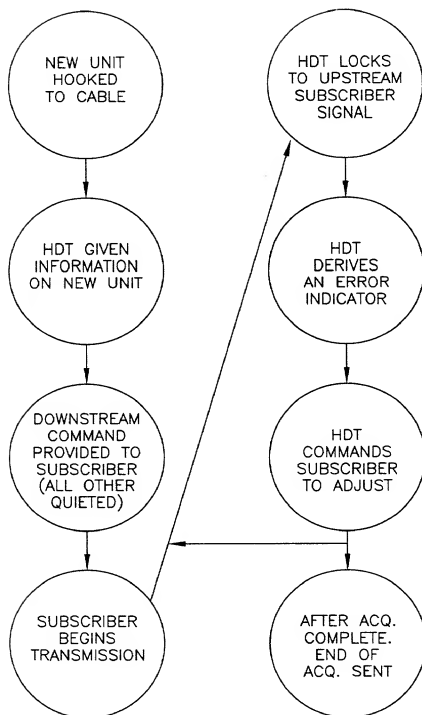 NEW UNIT
HOOKED
TO CABLE
HDT GIVEN
INFORMATION
ON NEW UNIT
DOWNSTREAM
COMMAND
PROVIDED TO
SUBSCRIBER
(ALL OTHER
QUIETED)
SUBSCRIBER
BEGINS
TRANSMISSION
HDT LOCKS
TO UPSTREAM
SUBSCRIBER
SIGNAL
HDT
DERIVES
AN ERROR
INDICATOR
HDT
COMMANDS
SUBSCRIBER
TO ADJUST
AFTER ACQ.
COMPLETE.
END OF
ACQ. SENT